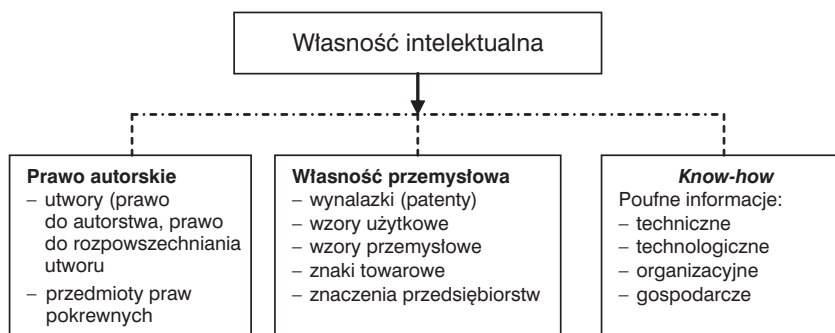 Własność intelektualna
Prawo autorskie
– utwory (prawo
do autorstwa, prawo
do rozpowszechniania
utworu
– przedmioty praw
pokrewnych
Własność przemysłowa
– wynalazki (patenty)
– wzory użytkowe
– wzory przemysłowe
– znaki towarowe
– znaczenia przedsiębiorstw
Know-how
Poufne informacje:
– techniczne
– technologiczne
– organizacyjne
– gospodarcze